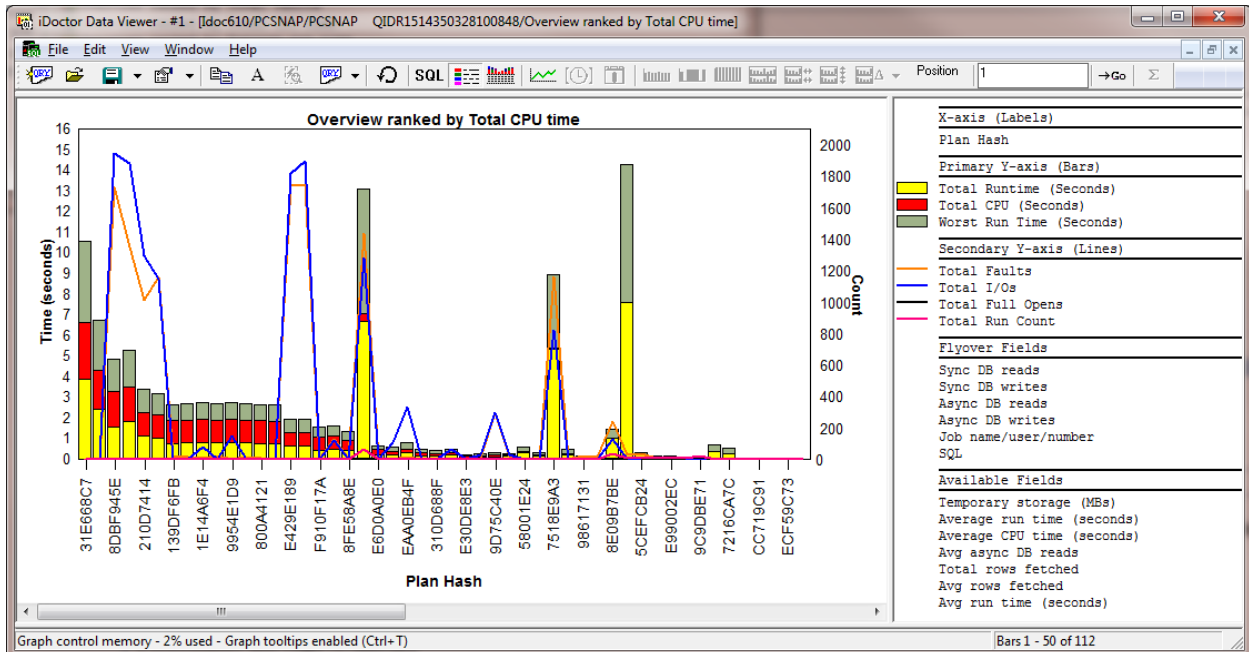 iDoctor Data Viewer - #1 - [Idoc610/PCSNAP/PCSNAP QIDR1514350328100848/Overview ranked by Total CPU time]
File Edit View Window Help
QRY A QRY SQL Position 1 →Go Σ
Overview ranked by Total CPU time
Time (seconds)
16
15
14
13
12
11
10
9
8
7
6
5
4
3
2
1
0
2000
1800
1600
1400
1200
1000
800
600
400
200
0
Count
31E668C7
8DBF945E
210D7414
139DF6FB
1E14A6F4
9954E1D9
800A4121
E429E189
F910F17A
8FE58A8E
E6D0A0E0
EAA0EB4F
310D688F
E30DE8E3
9D75C40E
58001E24
7518E9A3
98617131
8E09B7BE
5CEFCB24
E99002EC
9C9DBE71
7216CA7C
CC719C91
ECF59C73
Plan Hash
X-axis (Labels)
Plan Hash
Primary Y-axis (Bars)
Total Runtime (Seconds)
Total CPU (Seconds)
Worst Run Time (Seconds)
Secondary Y-axis (Lines)
Total Faults
Total I/Os
Total Full Opens
Total Run Count
Flyover Fields
Sync DB reads
Sync DB writes
Async DB reads
Async DB writes
Job name/user/number
SQL
Available Fields
Temporary storage (MBs)
Average run time (seconds)
Average CPU time (seconds)
Avg async DB reads
Total rows fetched
Avg rows fetched
Avg run time (seconds)
Graph control memory - 2% used - Graph tooltips enabled (Ctrl+T)
Bars 1 - 50 of 112